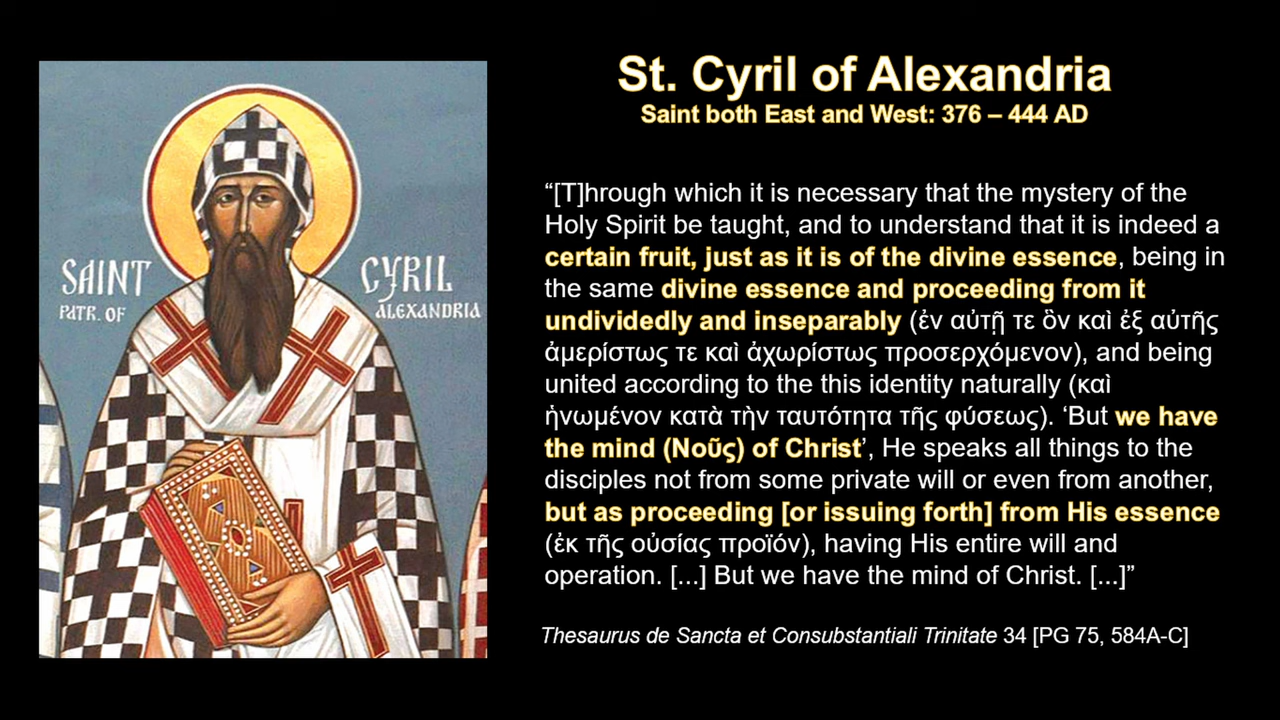 St. Cyril of Alexandria
Saint both East and West: 376 – 444 AD
SAINT
PATR. OF
CYRIL
ALEXANDRIA
“[T]hrough which it is necessary that the mystery of the
Holy Spirit be taught, and to understand that it is indeed a
certain fruit, just as it is of the divine essence, being in
the same divine essence and proceeding from it
undividedly and inseparably (ἐν αὐτῇ τε ὂν καὶ ἐξ αὐτῆς
ἀμερίστως τε καὶ ἀχωρίστως προσερχόμενον), and being
united according to the this identity naturally (καὶ
ἡνωμένον κατὰ τὴν ταυτότητα τῆς φύσεως). ‘But we have
the mind (Νοῦς) of Christ’, He speaks all things to the
disciples not from some private will or even from another,
but as proceeding [or issuing forth] from His essence
(ἐκ τῆς οὐσίας προϊόν), having His entire will and
operation. [...] But we have the mind of Christ. [...]”
Thesaurus de Sancta et Consubstantiali Trinitate 34 [PG 75, 584A-C]